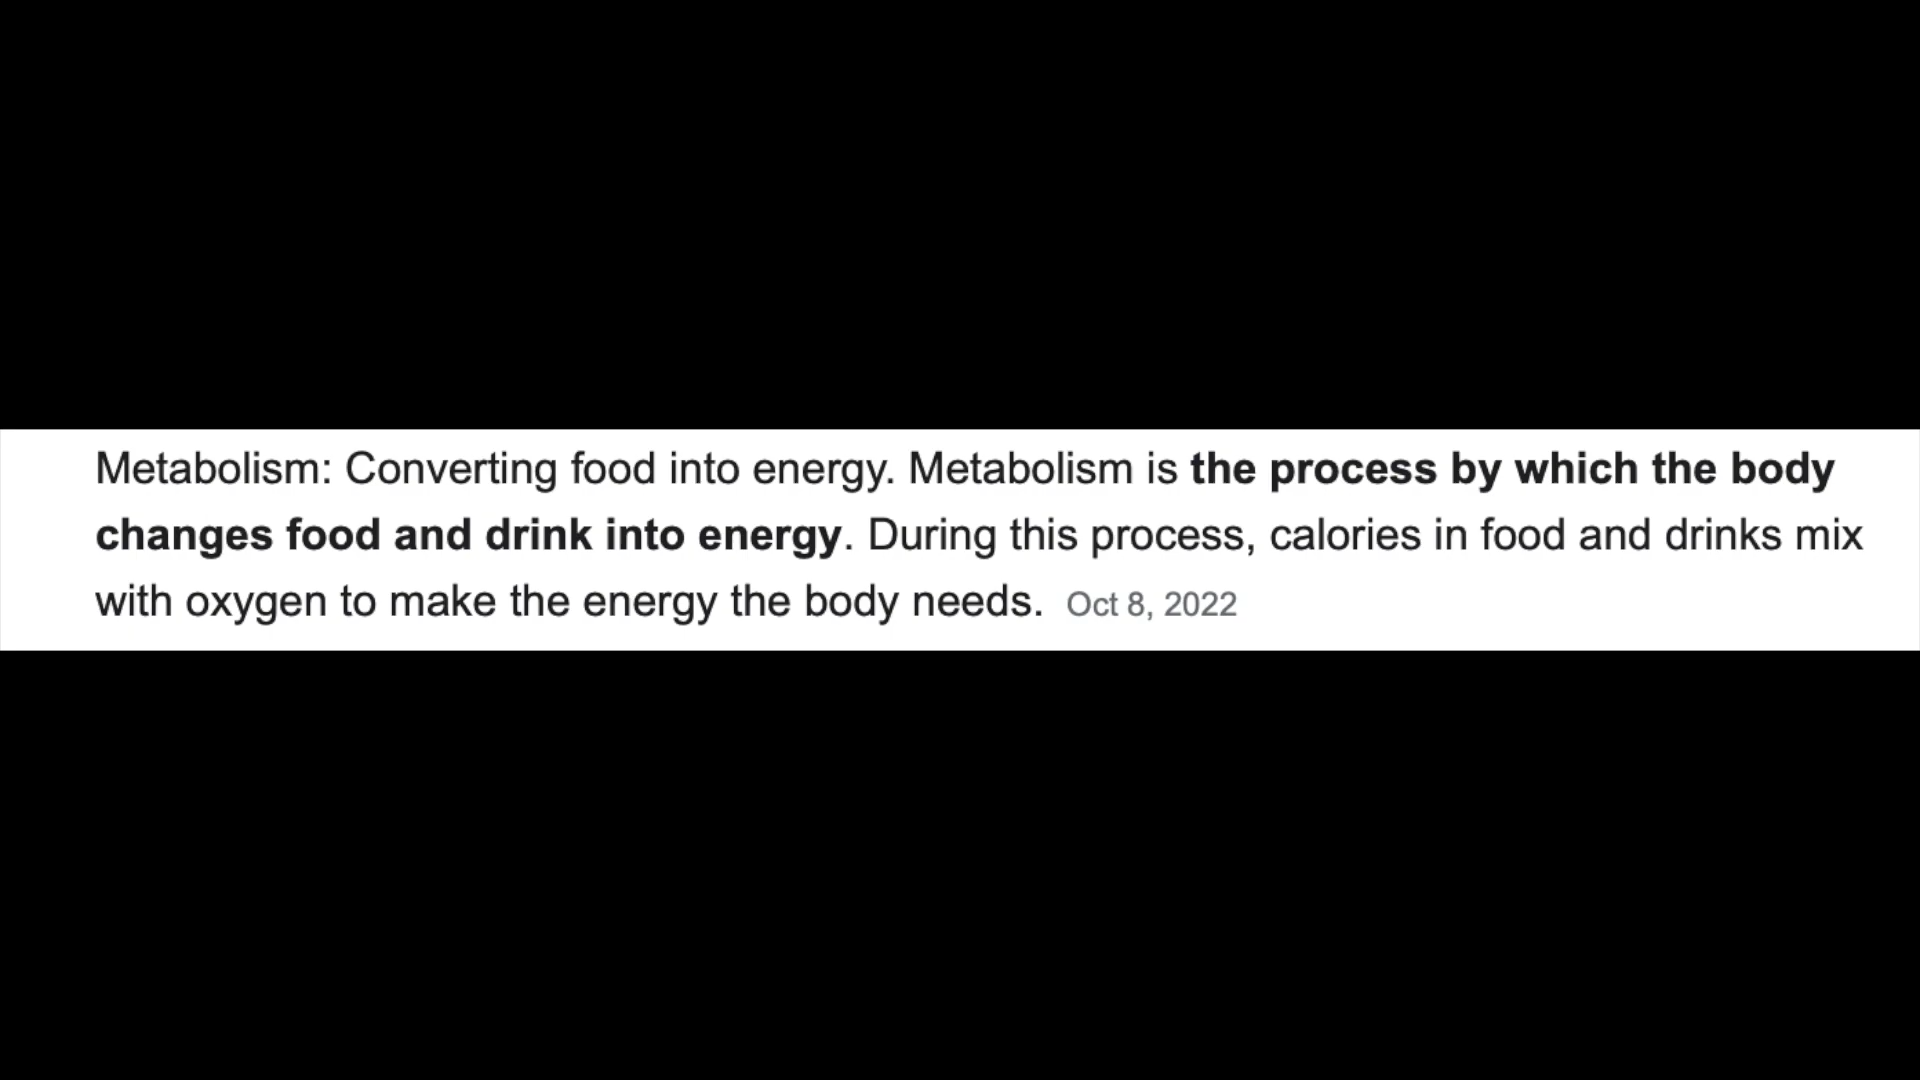 Metabolism: Converting food into energy. Metabolism is the process by which the body
changes food and drink into energy. During this process, calories in food and drinks mix
with oxygen to make the energy the body needs. Oct 8, 2022